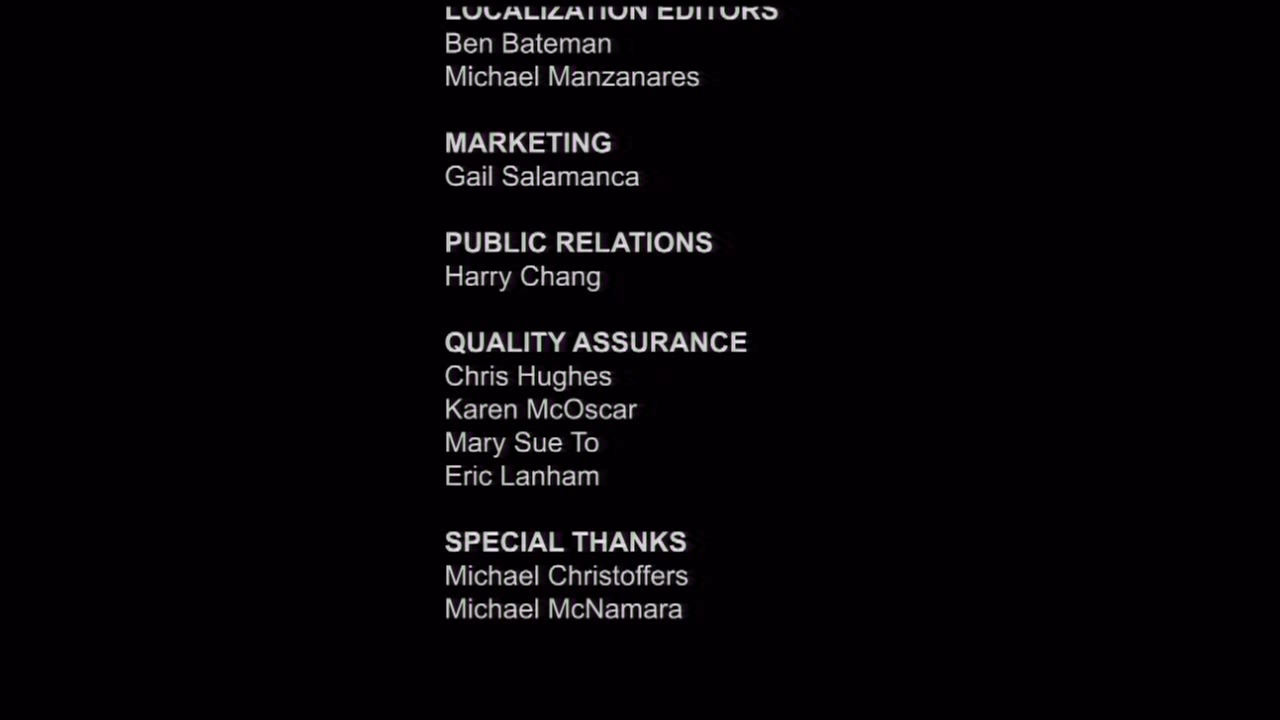 LOCALIZATION EDITORS
Ben Bateman
Michael Manzanares
MARKETING
Gail Salamanca
PUBLIC RELATIONS
Harry Chang
QUALITY ASSURANCE
Chris Hughes
Karen McOscar
Mary Sue To
Eric Lanham
SPECIAL THANKS
Michael Christoffers
Michael McNamara